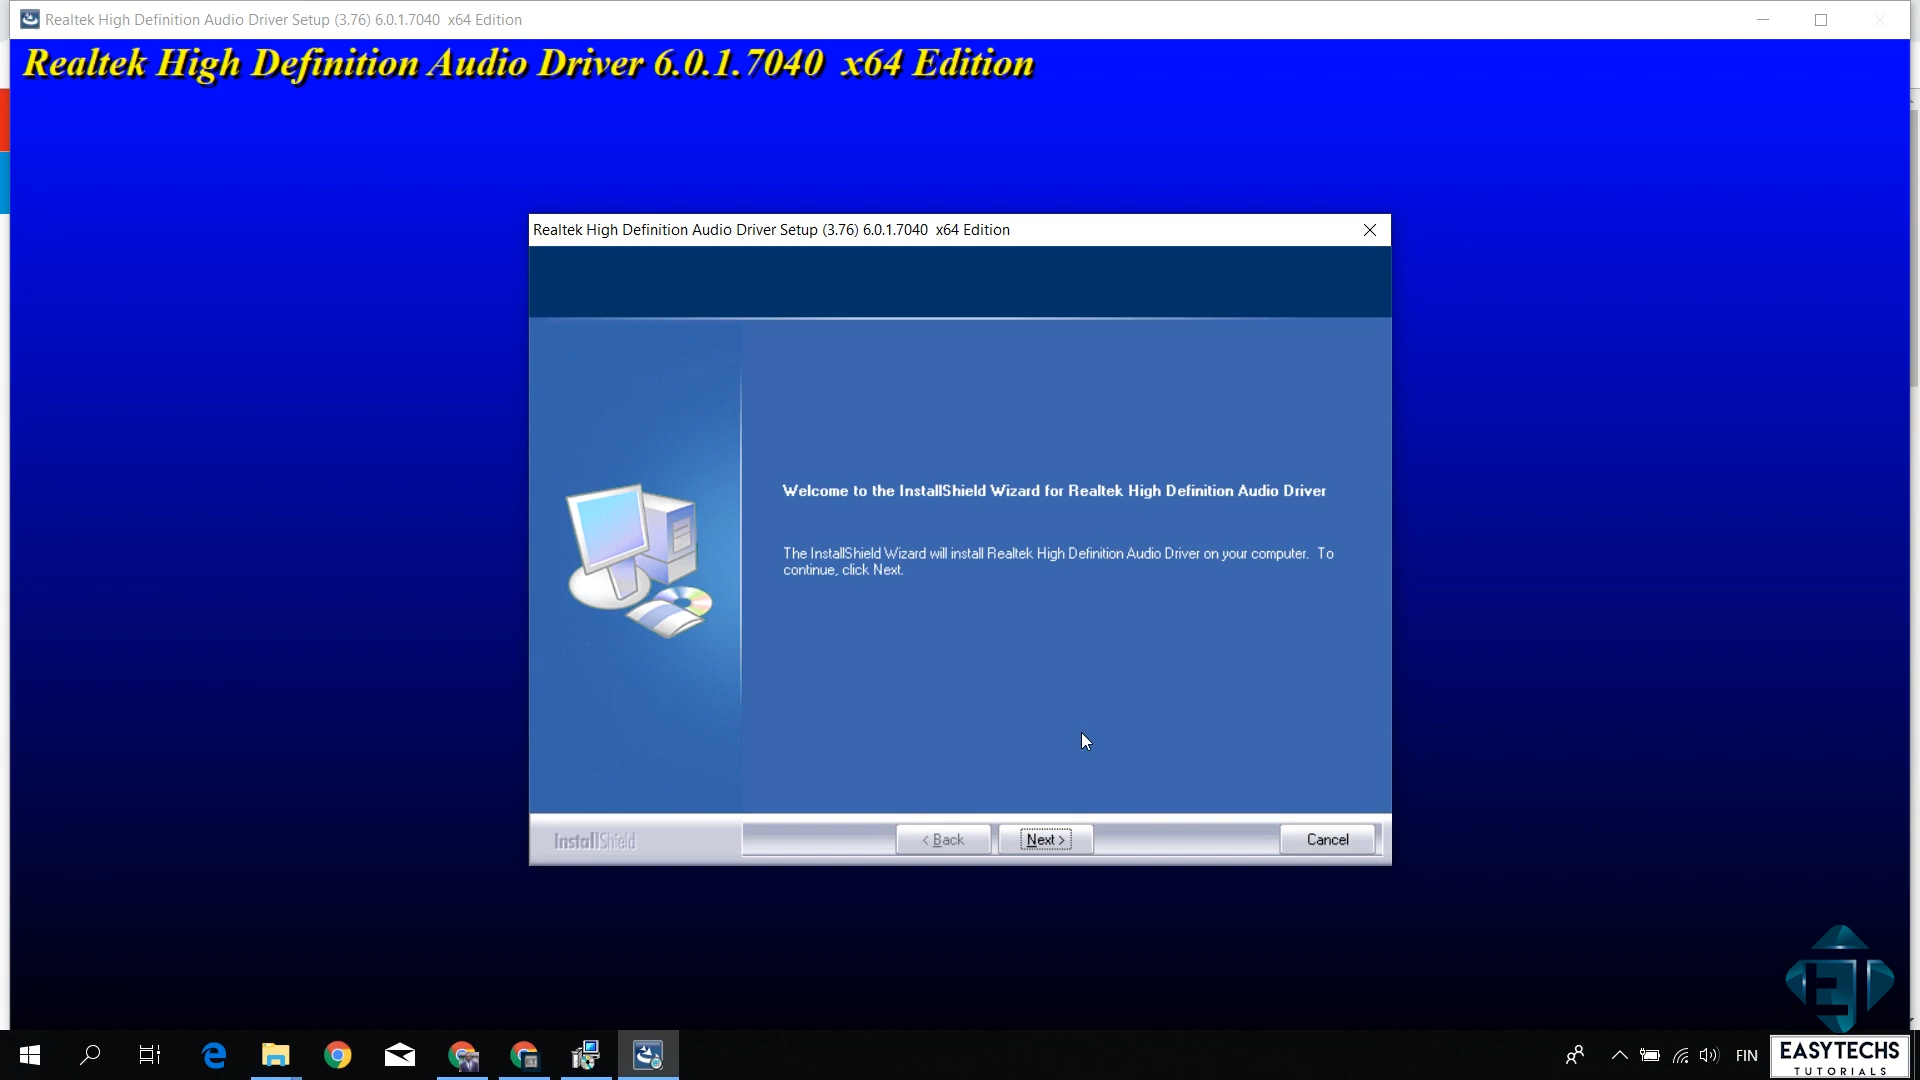 Realtek High Definition Audio Driver Setup (3.76) 6.0.1.7040 x64 Edition
Realtek High Definition Audio Driver 6.0.1.7040 x64 Edition
Realtek High Definition Audio Driver Setup (3.76) 6.0.1.7040 x64 Edition
Welcome to the InstallShield Wizard for Realtek High Definition Audio Driver
The InstallShield Wizard will install Realtek High Definition Audio Driver on your computer. To
continue, click Next.
InstallShield
< Back
Next >
Cancel
ET
FIN
EASYTECHS
TUTORIALS